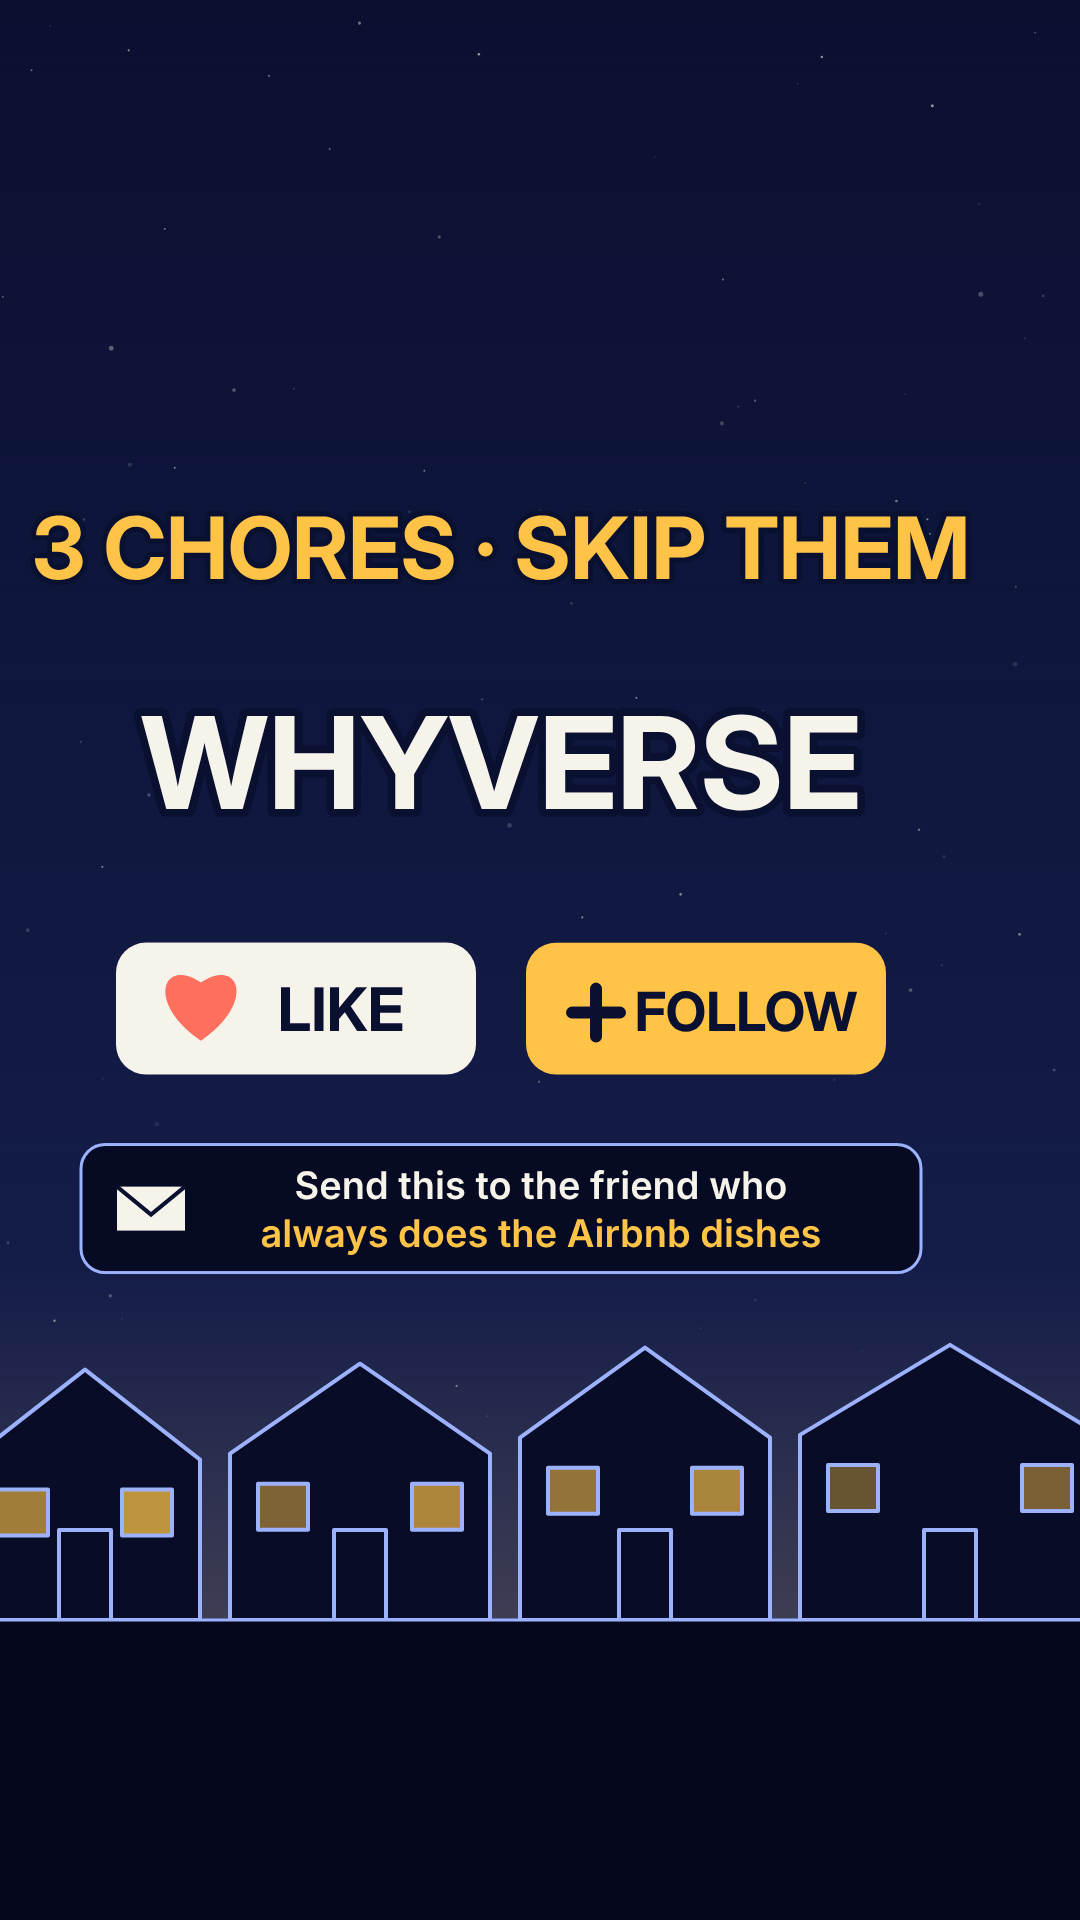 3 CHORES · SKIP THEM
WHYVERSE
LIKE
FOLLOW
Send this to the friend who
always does the Airbnb dishes